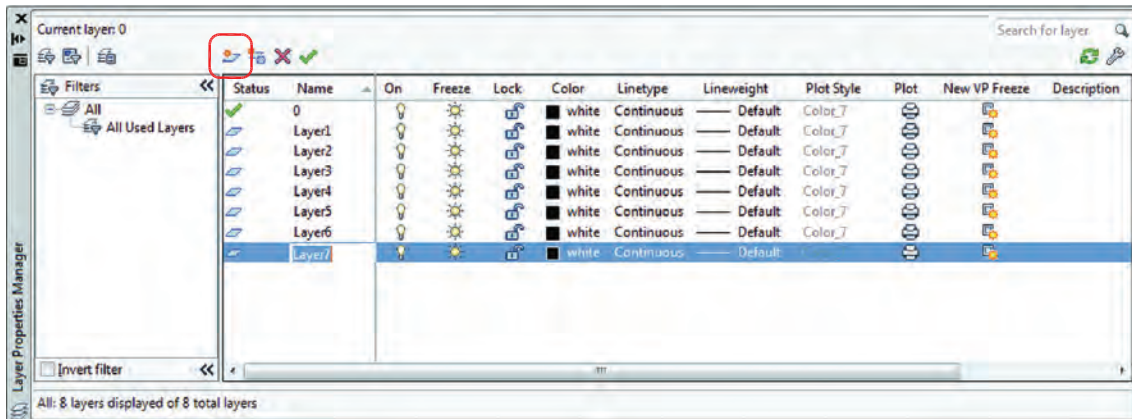 Current layer: 0
Search for layer
Filters
All
All Used Layers
Invert filter
Status Name On Freeze Lock Color Linetype Lineweight Plot Style Plot New VP Freeze Description
0 white Continuous Default Color_7
Layer1 white Continuous Default Color_7
Layer2 white Continuous Default Color_7
Layer3 white Continuous Default Color_7
Layer4 white Continuous Default Color_7
Layer5 white Continuous Default Color_7
Layer6 white Continuous Default Color_7
Layer7 white Continuous Default
All: 8 layers displayed of 8 total layers
Layer Properties Manager